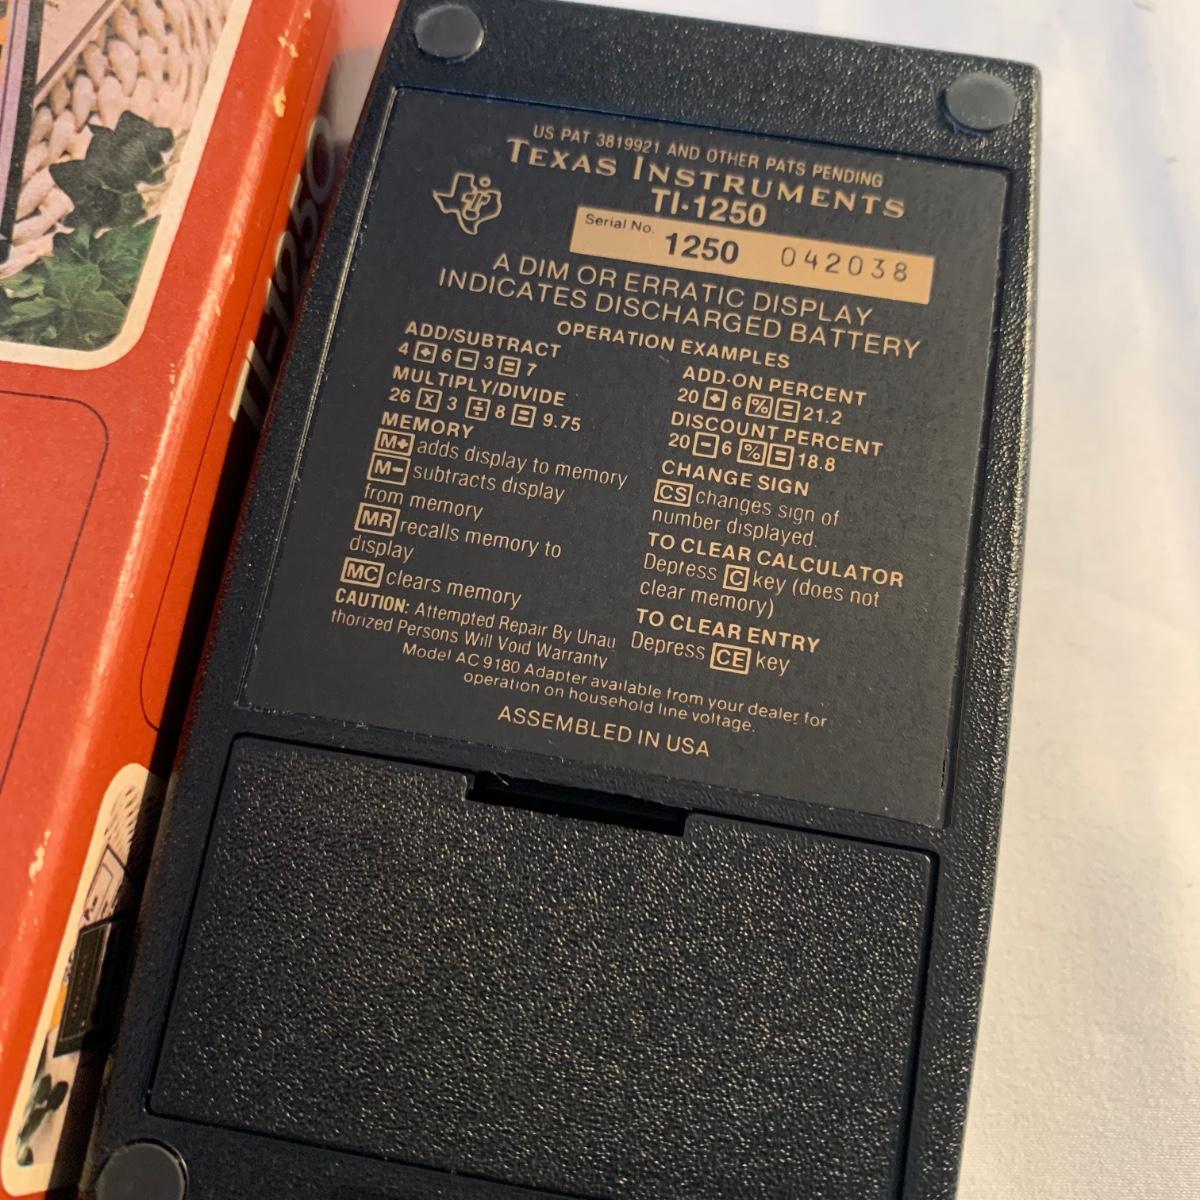 TI-1250
US PAT 3819921 AND OTHER PATS PENDING
TEXAS INSTRUMENTS
TI-1250
Serial No. 1250 042038
A DIM OR ERRATIC DISPLAY
INDICATES DISCHARGED BATTERY
OPERATION EXAMPLES
ADD/SUBTRACT
4 + 6 − 3 = 7
MULTIPLY/DIVIDE
26 X 3 ÷ 8 = 9.75
MEMORY
M+ adds display to memory
M− subtracts display
from memory
MR recalls memory to
display
MC clears memory
CAUTION: Attempted Repair By Unau
thorized Persons Will Void Warranty
ADD-ON PERCENT
20 + 6 % = 21.2
DISCOUNT PERCENT
20 − 6 % = 18.8
CHANGE SIGN
CS changes sign of
number displayed.
TO CLEAR CALCULATOR
Depress C key (does not
clear memory)
TO CLEAR ENTRY
Depress CE key
Model AC 9180 Adapter available from your dealer for
operation on household line voltage.
ASSEMBLED IN USA